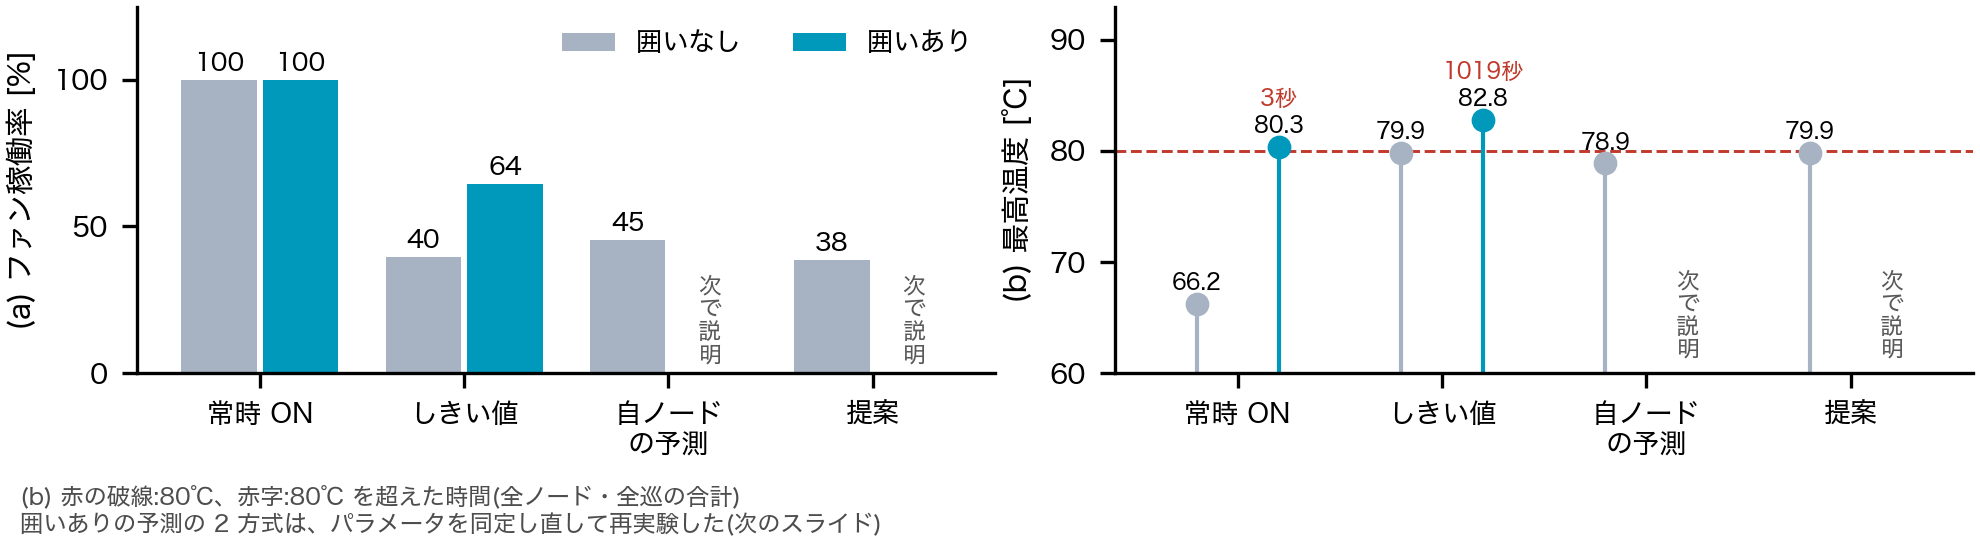 (a) ファン稼働率 [%]
100
50
0
囲いなし 囲いあり
100 100
40 64
45 次で説明
38 次で説明
常時 ON
しきい値
自ノード
の予測
提案
(b) 最高温度 [℃]
90
80
70
60
66.2
3秒
80.3
79.9
1019秒
82.8
78.9
次で説明
79.9
次で説明
常時 ON
しきい値
自ノード
の予測
提案
(b) 赤の破線:80℃、赤字:80℃ を超えた時間(全ノード・全巡の合計)
囲いありの予測の 2 方式は、パラメータを同定し直して再実験した(次のスライド)